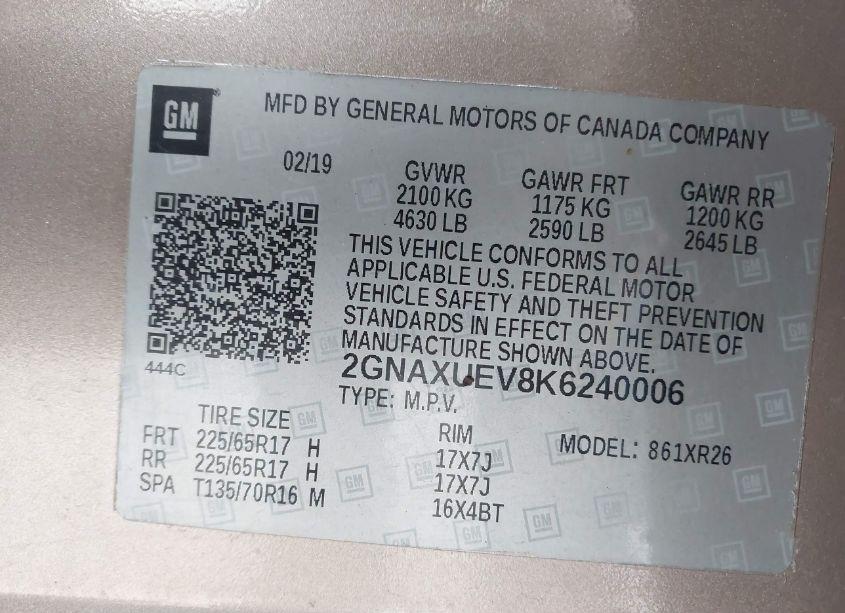 GM
MFD BY GENERAL MOTORS OF CANADA COMPANY
02/19
GVWR
2100 KG
4630 LB
GAWR FRT
1175 KG
2590 LB
GAWR RR
1200 KG
2645 LB
THIS VEHICLE CONFORMS TO ALL
APPLICABLE U.S. FEDERAL MOTOR
VEHICLE SAFETY AND THEFT PREVENTION
STANDARDS IN EFFECT ON THE DATE OF
MANUFACTURE SHOWN ABOVE.
444C
2GNAXUEV8K6240006
TYPE: M.P.V.
MODEL: 861XR26
TIRE SIZE
RIM
FRT 225/65R17 H 17X7J
RR 225/65R17 H 17X7J
SPA T135/70R16 M 16X4BT